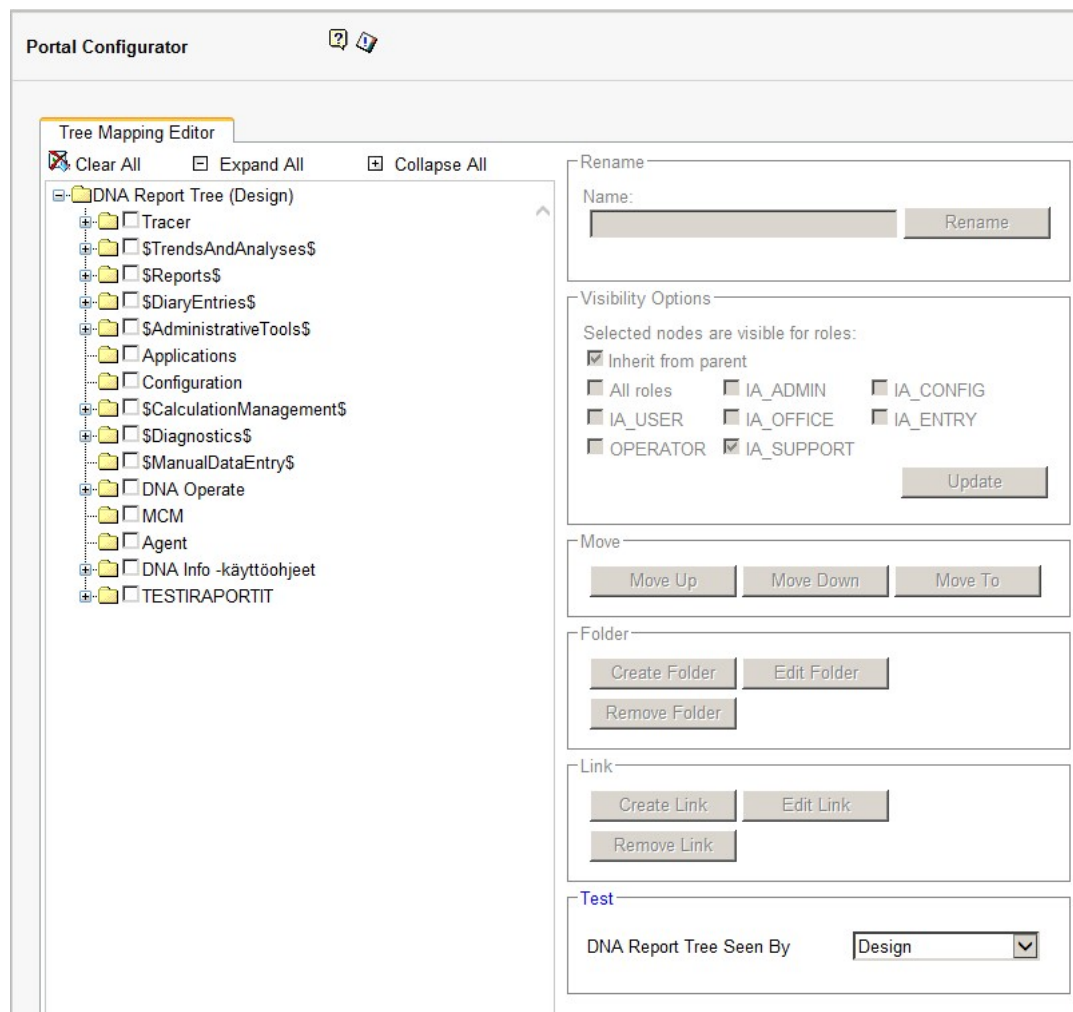 Portal Configurator
Tree Mapping Editor
Clear All Expand All Collapse All
DNA Report Tree (Design)
Tracer
$TrendsAndAnalyses$
$Reports$
$DiaryEntries$
$AdministrativeTools$
Applications
Configuration
$CalculationManagement$
$Diagnostics$
$ManualDataEntry$
DNA Operate
MCM
Agent
DNA Info -käyttöohjeet
TESTIRAPORTIT
Rename
Name:
Rename
Visibility Options
Selected nodes are visible for roles:
Inherit from parent
All roles IA_ADMIN IA_CONFIG
IA_USER IA_OFFICE IA_ENTRY
OPERATOR IA_SUPPORT
Update
Move
Move Up Move Down Move To
Folder
Create Folder Edit Folder
Remove Folder
Link
Create Link Edit Link
Remove Link
Test
DNA Report Tree Seen By Design